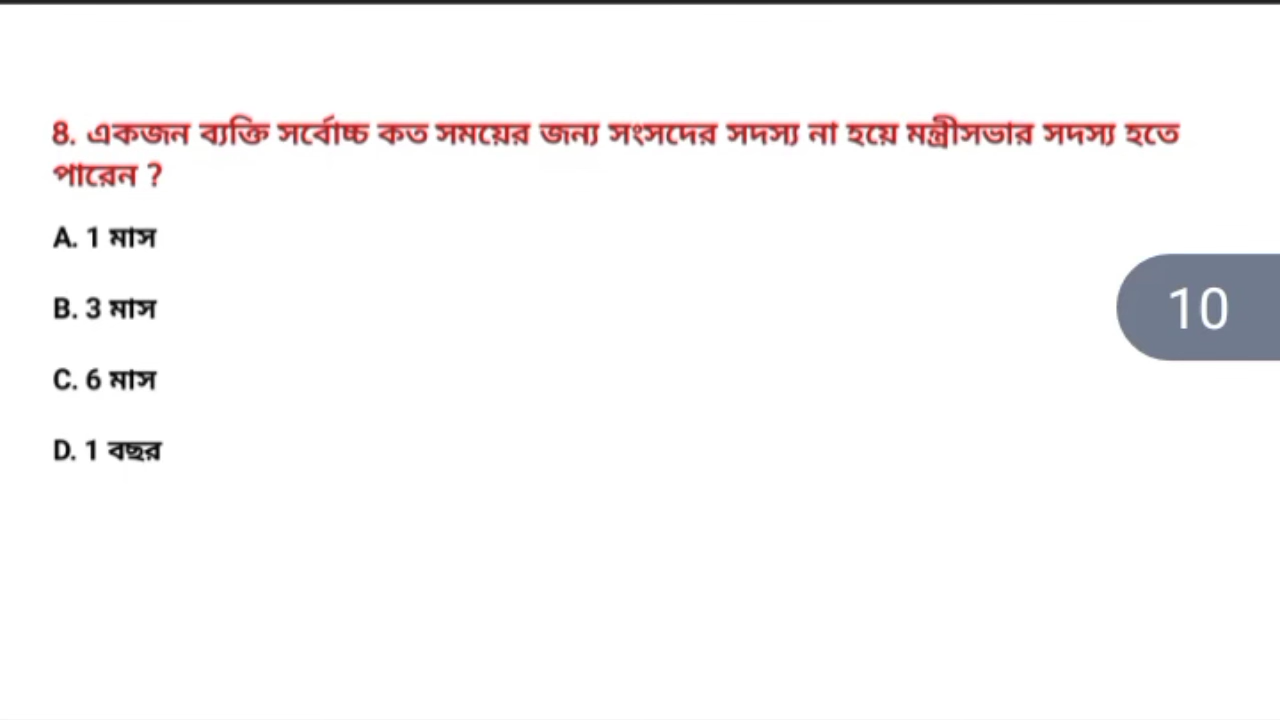 8. একজন ব্যক্তি সর্বোচ্চ কত সময়ের জন্য সংসদের সদস্য না হয়ে মন্ত্রীসভার সদস্য হতে
পারেন ?
A. 1 মাস
B. 3 মাস
10
C. 6 মাস
D. 1 বছর